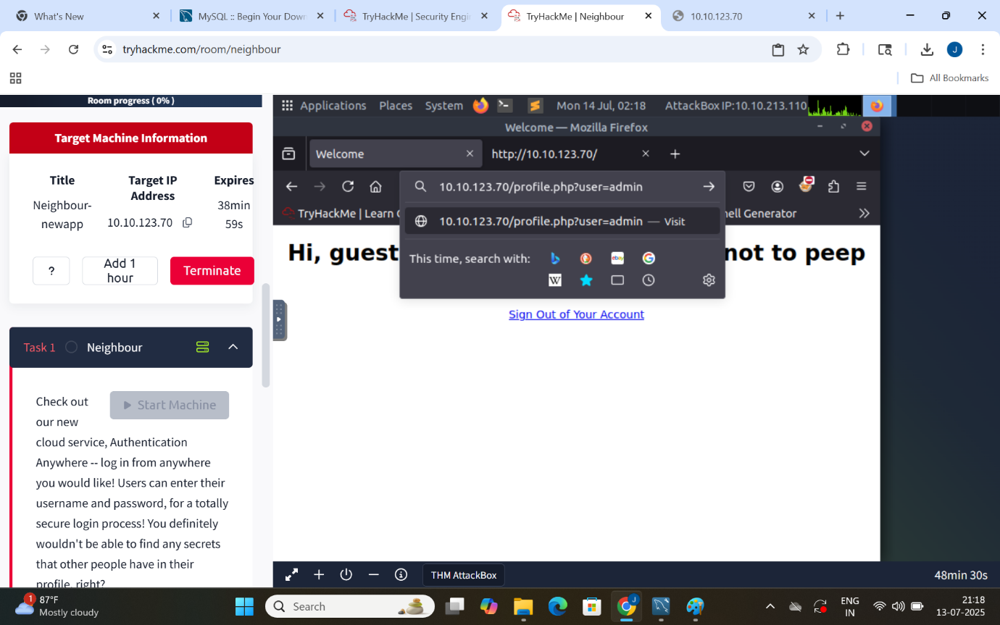 What's New
MySQL :: Begin Your Down
TryHackMe | Security Engi
TryHackMe | Neighbour
10.10.123.70
tryhackme.com/room/neighbour
J
All Bookmarks
Room progress ( 0% )
Target Machine Information
Title
Target IP Address
Expires
Neighbour-newapp
10.10.123.70
38min 59s
?
Add 1 hour
Terminate
Task 1
Neighbour
Start Machine
Check out
our new
cloud service, Authentication
Anywhere -- log in from anywhere
you would like! Users can enter their
username and password, for a totally
secure login process! You definitely
wouldn't be able to find any secrets
that other people have in their
profile, right?
Applications Places System
Mon 14 Jul, 02:18
AttackBox IP:10.10.213.110
Welcome — Mozilla Firefox
Welcome
http://10.10.123.70/
10.10.123.70/profile.php?user=admin
TryHackMe | Learn C
ell Generator
10.10.123.70/profile.php?user=admin — Visit
This time, search with:
ebay
G
W
Hi, guest
not to peep
Sign Out of Your Account
THM AttackBox
48min 30s
1
87°F
Mostly cloudy
Search
J
ENG
IN
21:18
13-07-2025